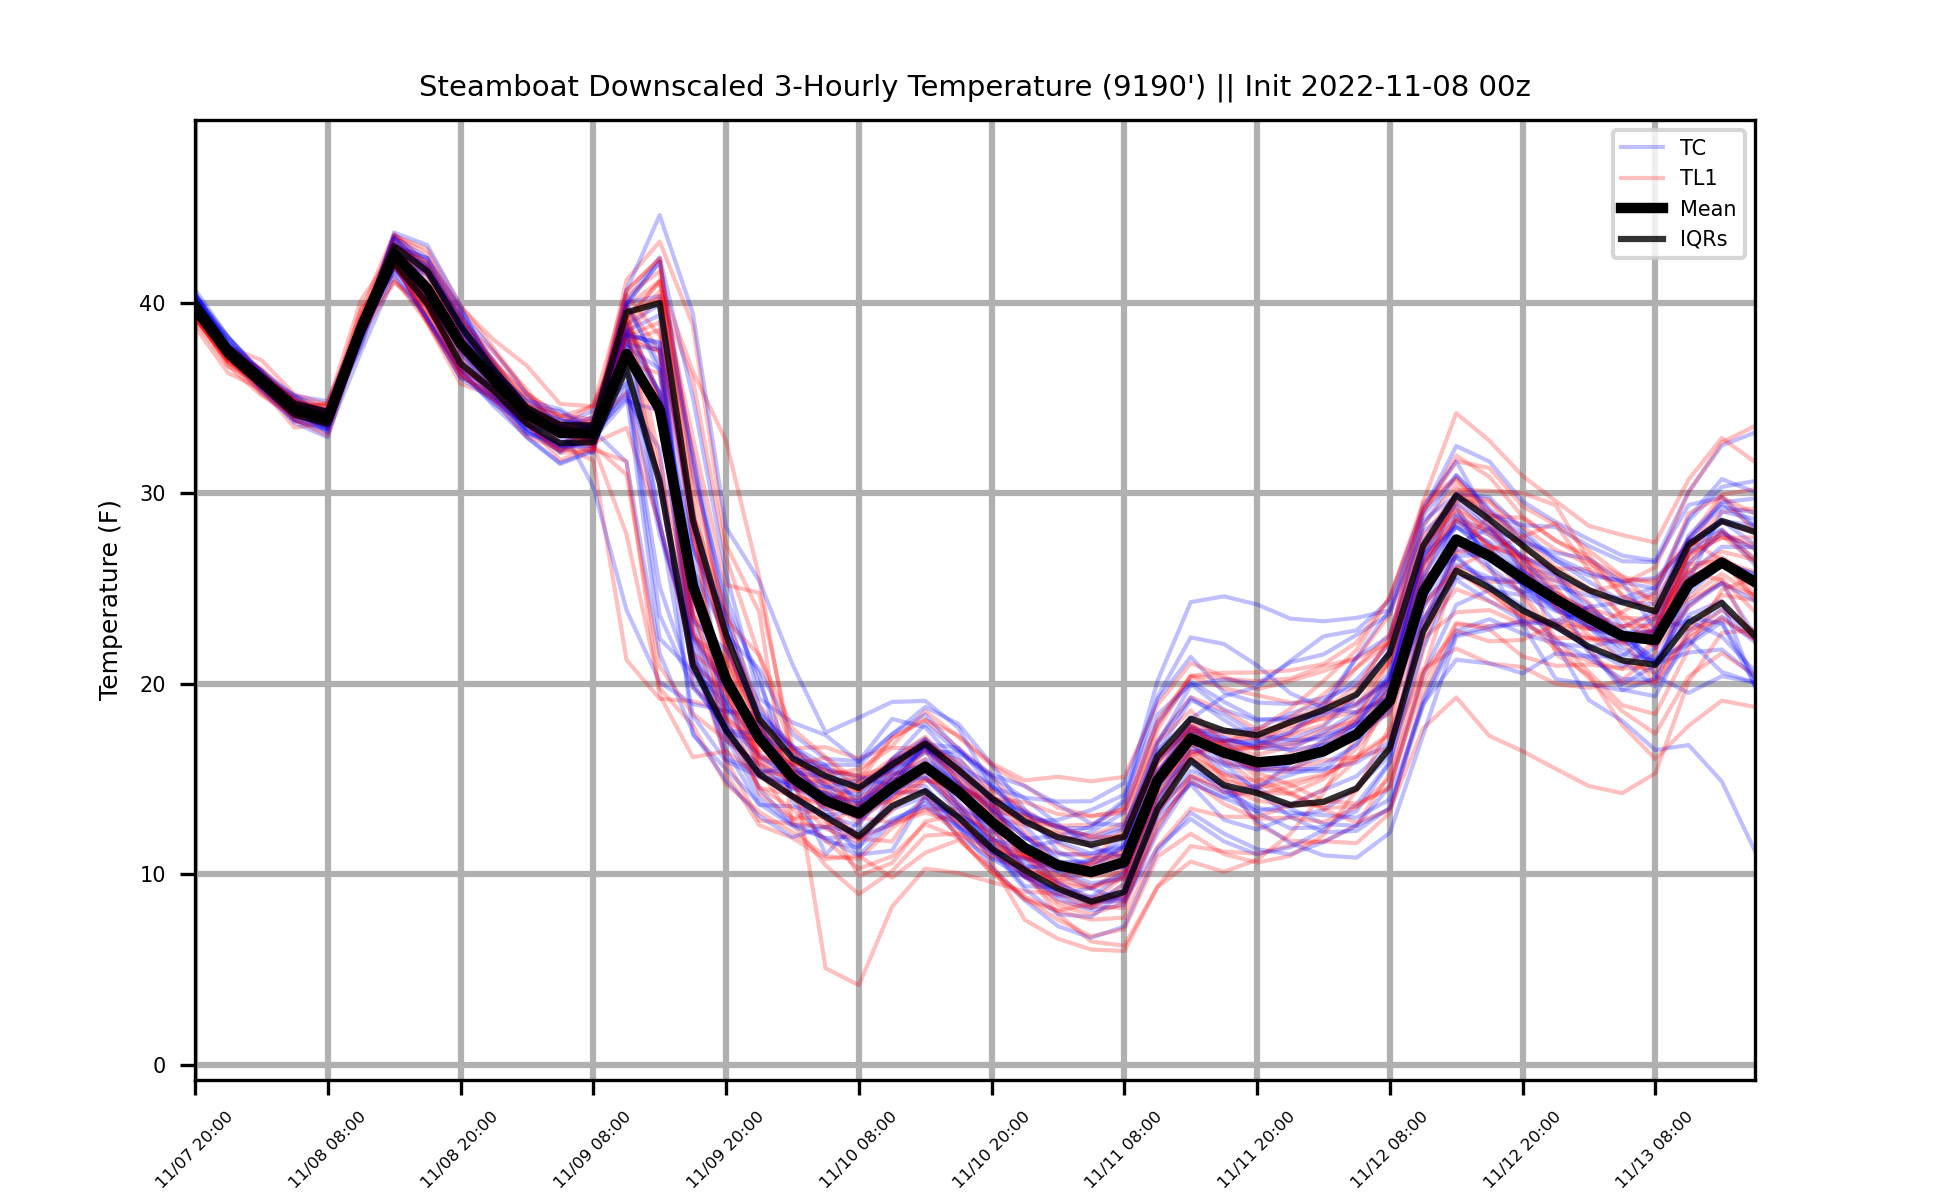 Steamboat Downscaled 3-Hourly Temperature (9190') || Init 2022-11-08 00z
TC
TL1
Mean
IQRs
Temperature (F)
40
30
20
10
0
11/07 20:00
11/08 08:00
11/08 20:00
11/09 08:00
11/09 20:00
11/10 08:00
11/10 20:00
11/11 08:00
11/11 20:00
11/12 08:00
11/12 20:00
11/13 08:00